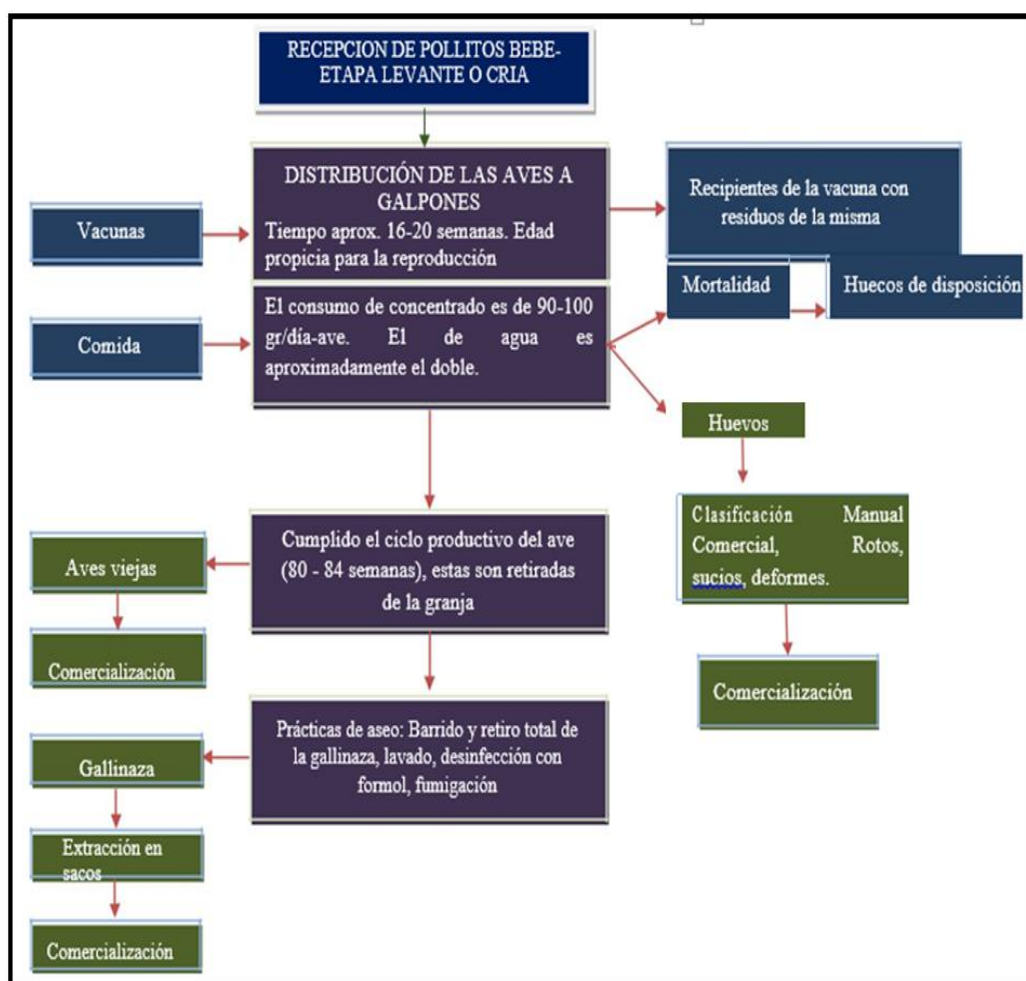 RECEPCION DE POLLITOS BEBE-
ETAPA LEVANTE O CRIA
DISTRIBUCIÓN DE LAS AVES A
GALPONES
Tiempo aprox. 16-20 semanas. Edad
propicia para la reproducción
Vacunas
Recipientes de la vacuna con
residuos de la misma
El consumo de concentrado es de 90-100
gr/día-ave. El de agua es
aproximadamente el doble.
Comida
Mortalidad
Huecos de disposición
Huevos
Clasificación Manual
Comercial, Rotos,
sucios, deformes.
Comercialización
Cumplido el ciclo productivo del ave
(80 - 84 semanas), estas son retiradas
de la granja
Aves viejas
Comercialización
Prácticas de aseo: Barrido y retiro total de
la gallinaza, lavado, desinfección con
formol, fumigación
Gallinaza
Extracción en
sacos
Comercialización